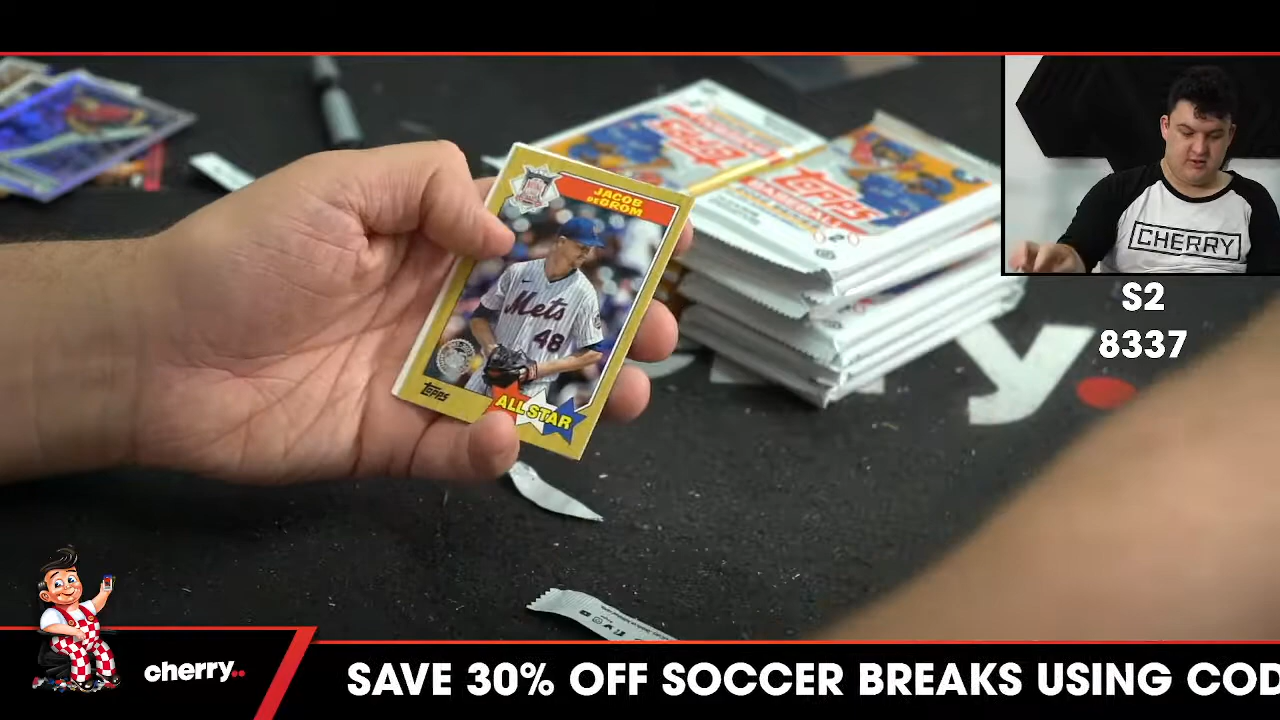 JACOB
DEGROM
Mets
48
TOPPS
ALL STAR
TOPPS
TOPPS
BASEBALL
CHERRY
S2
8337
y.
cherry..
SAVE 30% OFF SOCCER BREAKS USING COD